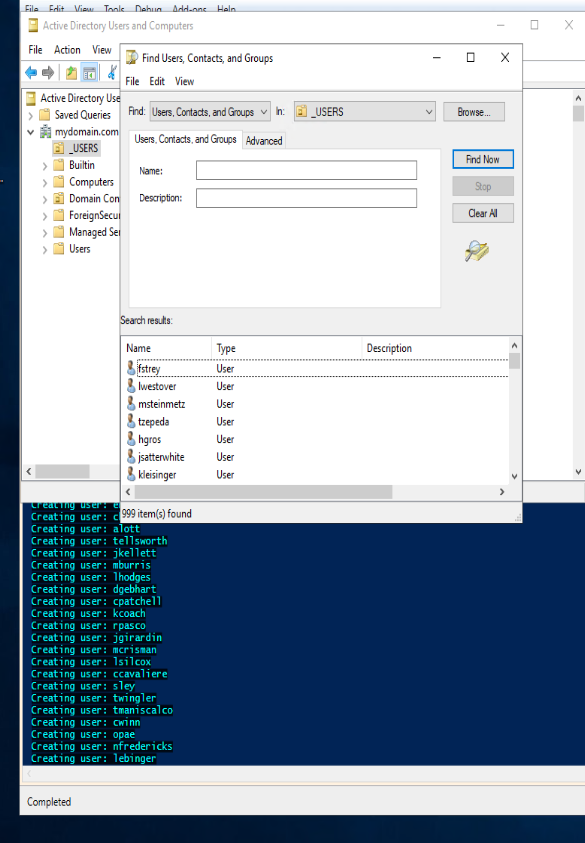 File Edit View Tools Debug Add-ons Help
Active Directory Users and Computers
File Action View
Find Users, Contacts, and Groups
File Edit View
Active Directory Use
Saved Queries
mydomain.com
_USERS
Builtin
Computers
Domain Con
ForeignSecur
Managed Ser
Users
Find: Users, Contacts, and Groups In: _USERS Browse...
Users, Contacts, and Groups Advanced
Name:
Description:
Find Now
Stop
Clear All
Search results:
Name Type Description
fstrey User
lwestover User
msteinmetz User
tzepeda User
hgros User
jsatterwhite User
kleisinger User
999 item(s) found
Creating user: e
Creating user: c
Creating user: alott
Creating user: tellsworth
Creating user: jkellett
Creating user: mburris
Creating user: lhodges
Creating user: dgebhart
Creating user: cpatchell
Creating user: kcoach
Creating user: rpasco
Creating user: jgirardin
Creating user: mcrisman
Creating user: lsilcox
Creating user: ccavaliere
Creating user: sley
Creating user: twingler
Creating user: tmaniscalco
Creating user: cwinn
Creating user: opae
Creating user: nfredericks
Creating user: lebinger
Completed